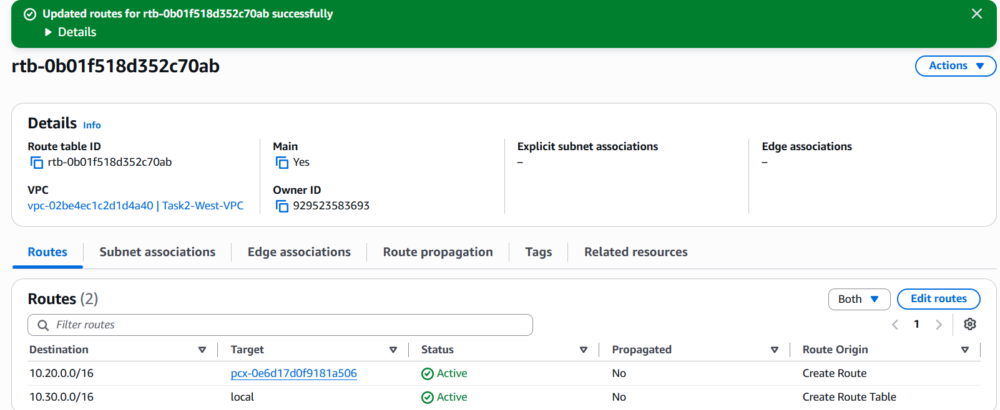 Updated routes for rtb-0b01f518d352c70ab successfully
Details
rtb-0b01f518d352c70ab
Actions
Details Info
Route table ID
rtb-0b01f518d352c70ab
Main
Yes
Explicit subnet associations
–
Edge associations
–
VPC
vpc-02be4ec1c2d1d4a40 | Task2-West-VPC
Owner ID
929523583693
Routes Subnet associations Edge associations Route propagation Tags Related resources
Routes (2)
Both Edit routes
Filter routes
1
Destination Target Status Propagated Route Origin
10.20.0.0/16 pcx-0e6d17d0f9181a506 Active No Create Route
10.30.0.0/16 local Active No Create Route Table